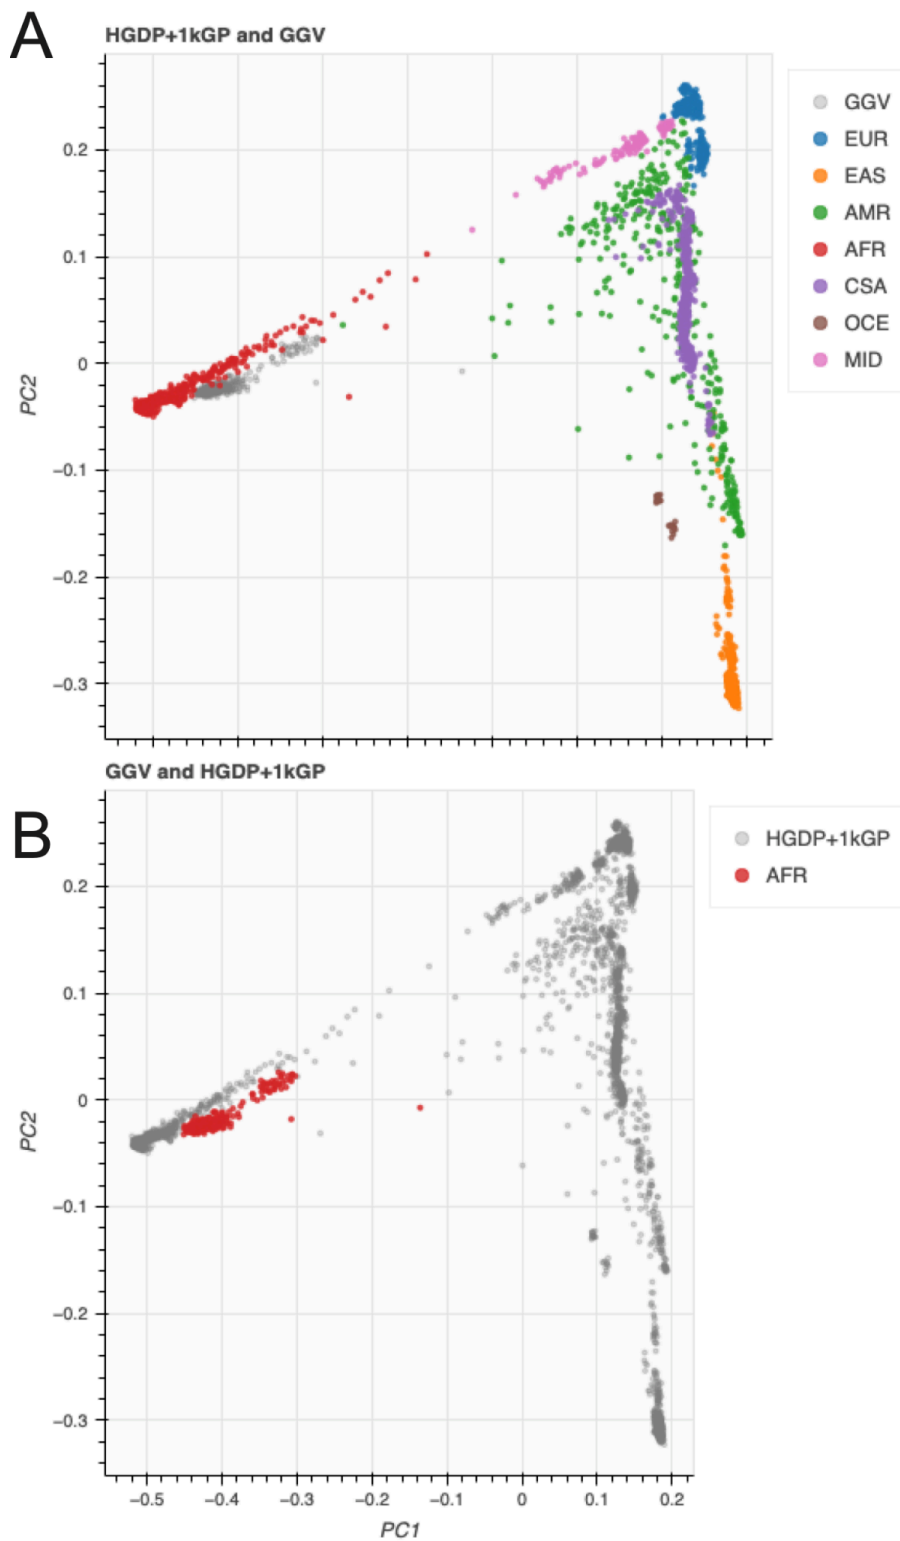 A
HGDP+1kGP and GGV
GGV
EUR
EAS
AMR
AFR
CSA
OCE
MID
0.2
0.1
0
−0.1
−0.2
−0.3
PC2
GGV and HGDP+1kGP
B
HGDP+1kGP
AFR
0.2
0.1
0
−0.1
−0.2
−0.3
PC2
−0.5 −0.4 −0.3 −0.2 −0.1 0 0.1 0.2
PC1